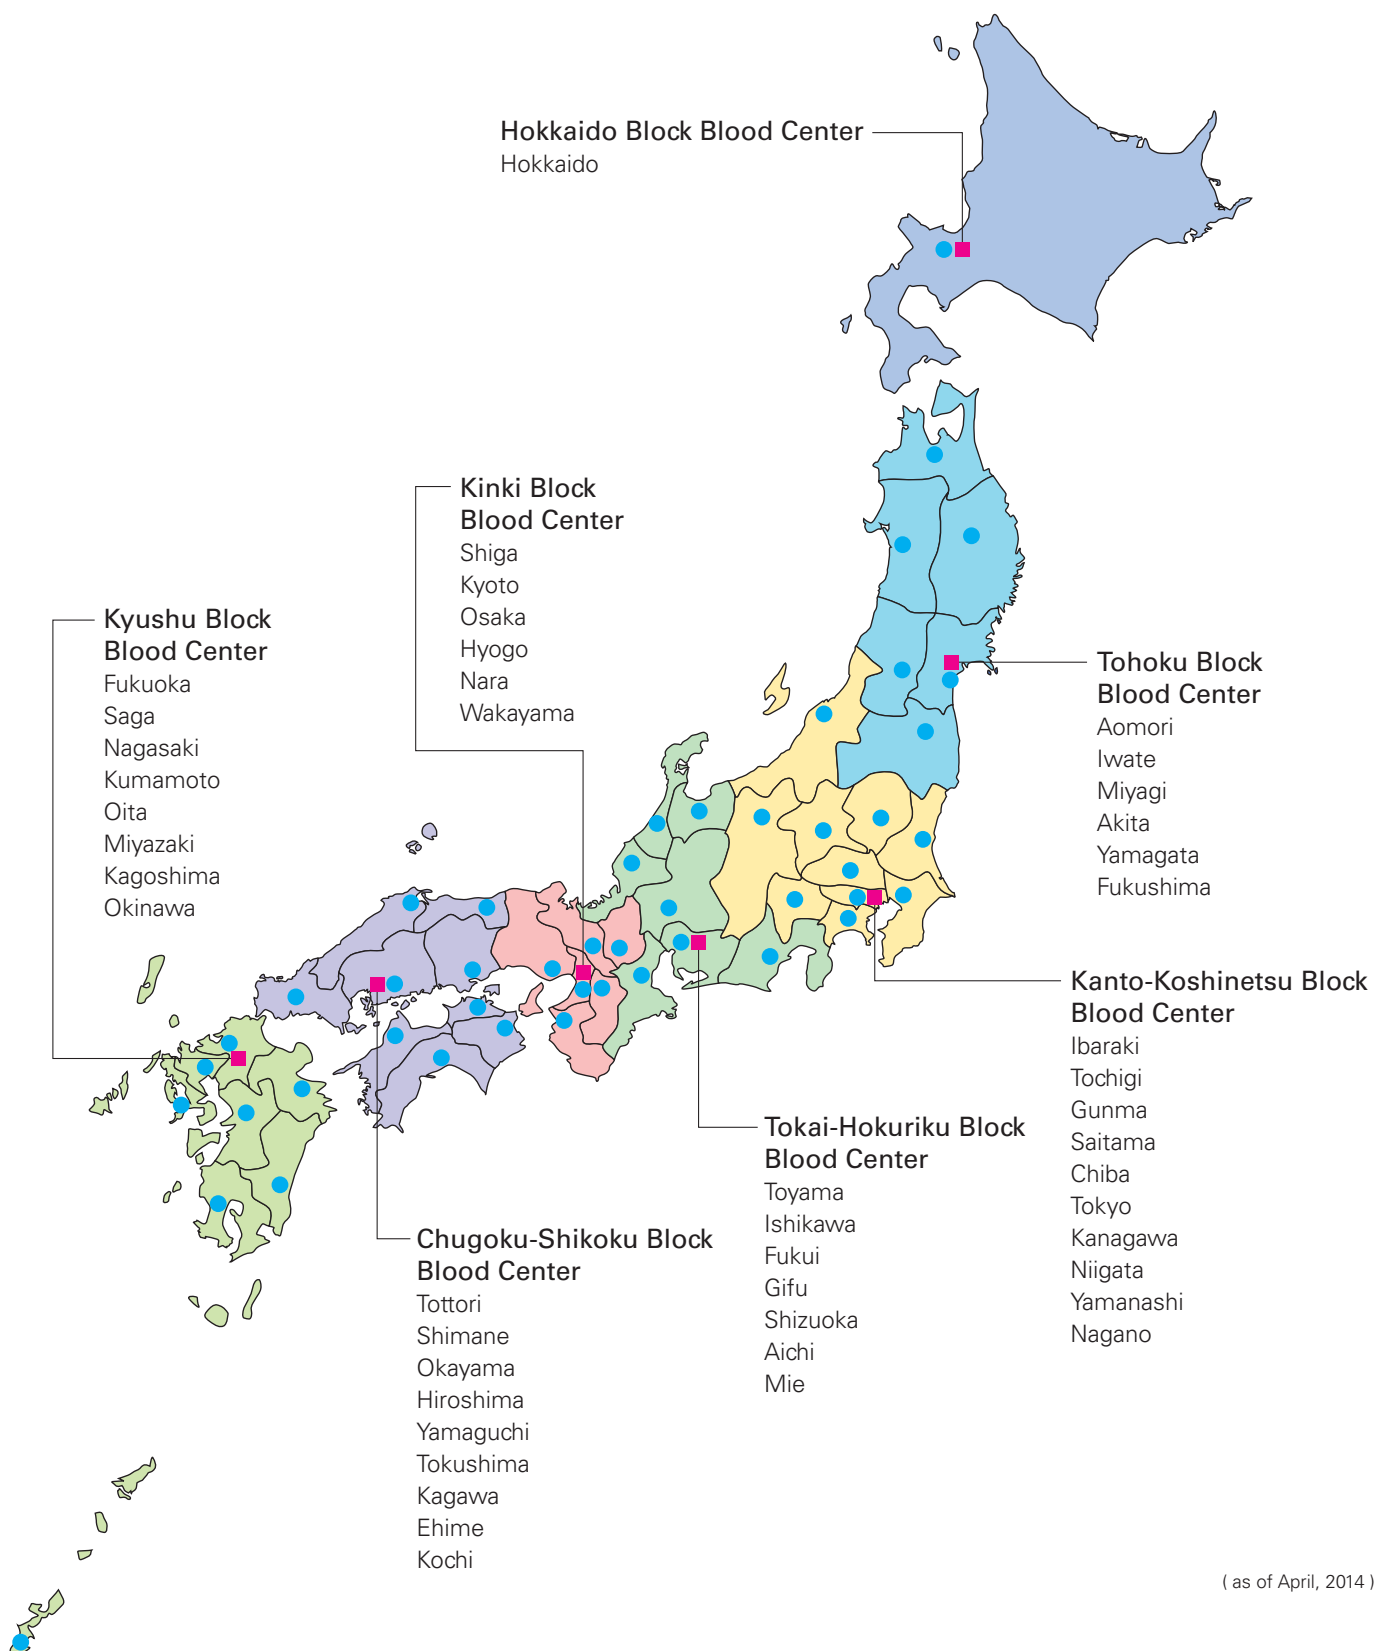 Hokkaido Block Blood Center
Hokkaido
Kinki Block
Blood Center
Shiga
Kyoto
Osaka
Hyogo
Nara
Wakayama
Kyushu Block
Blood Center
Fukuoka
Saga
Nagasaki
Kumamoto
Oita
Miyazaki
Kagoshima
Okinawa
Tohoku Block
Blood Center
Aomori
Iwate
Miyagi
Akita
Yamagata
Fukushima
Kanto-Koshinetsu Block
Blood Center
Ibaraki
Tochigi
Gunma
Saitama
Chiba
Tokyo
Kanagawa
Niigata
Yamanashi
Nagano
Tokai-Hokuriku Block
Blood Center
Toyama
Ishikawa
Fukui
Gifu
Shizuoka
Aichi
Mie
Chugoku-Shikoku Block
Blood Center
Tottori
Shimane
Okayama
Hiroshima
Yamaguchi
Tokushima
Kagawa
Ehime
Kochi
( as of April, 2014 )